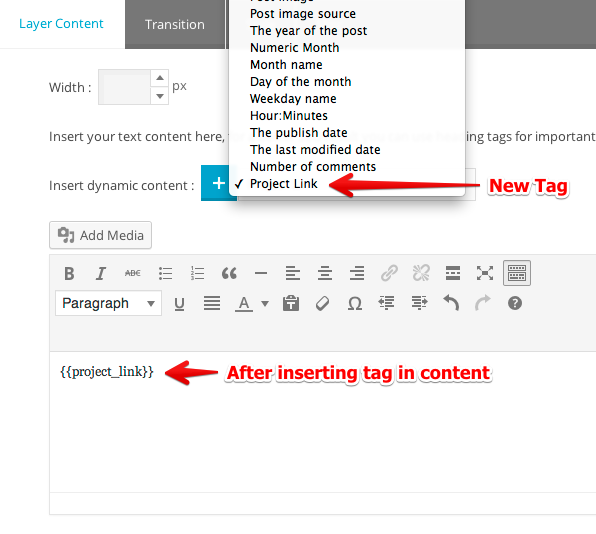 Post image
Layer Content
Transition
Post image source
The year of the post
Numeric Month
Month name
Day of the month
Weekday name
Hour:Minutes
The publish date
The last modified date
Number of comments
✓ Project Link
Width :
px
Insert your text content here,
tags for important
Insert dynamic content :
+
New Tag
Add Media
B I ABC
Paragraph
U A Ω ?
{{project_link}}
After inserting tag in content